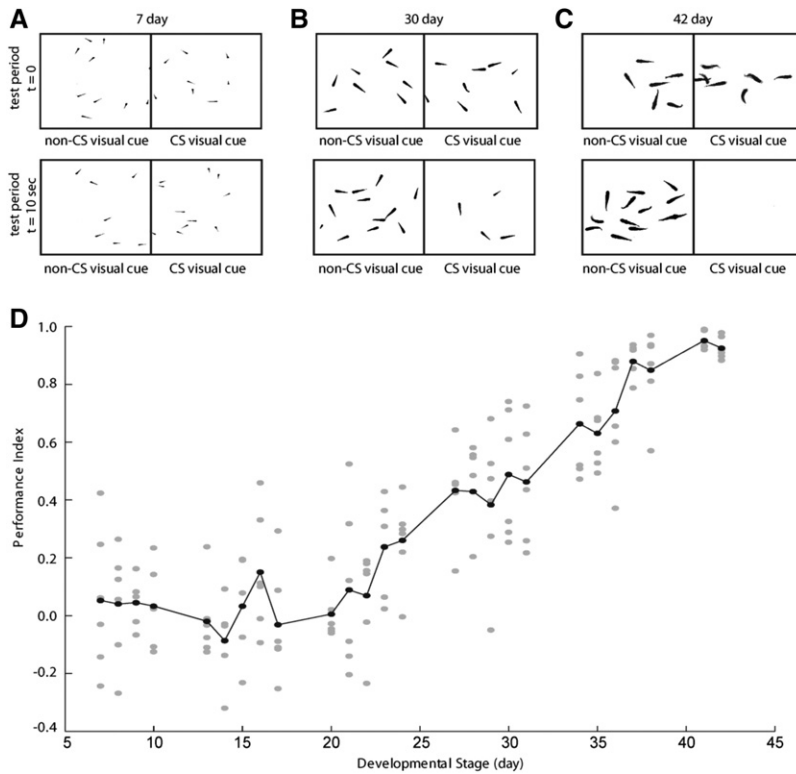 A 7 day
B 30 day
C 42 day
test period
t = 0
non-CS visual cue CS visual cue
non-CS visual cue CS visual cue
non-CS visual cue CS visual cue
test period
t = 10 sec
non-CS visual cue CS visual cue
non-CS visual cue CS visual cue
non-CS visual cue CS visual cue
D
Performance Index
1.0
0.8
0.6
0.4
0.2
0.0
-0.2
-0.4
5 10 15 20 25 30 35 40 45
Developmental Stage (day)